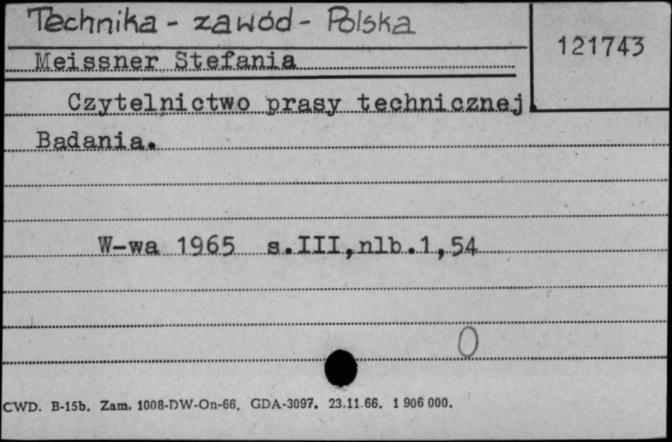 Technika - zawód - Polska
121743
Meissner Stefania
Czytelnictwo prasy technicznej
Badania.
W-wa 1965 s.III,nlb.1,54
0
CWD. B-15b. Zam. 1008-DW-On-66. GDA-3097. 23.11.66. 1 906 000.